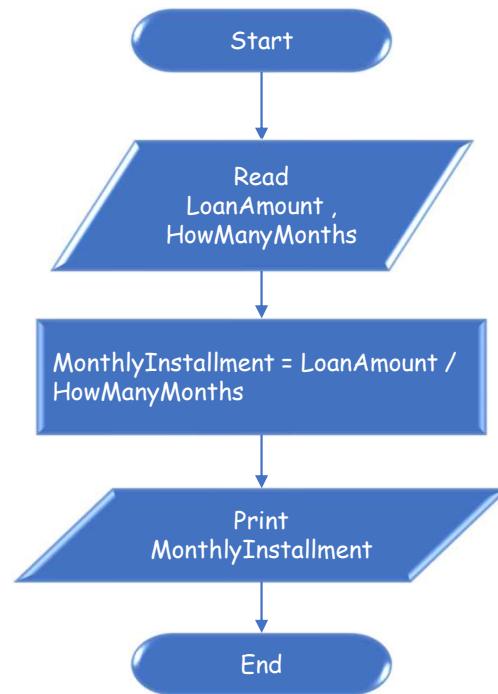 Start
Read
LoanAmount ,
HowManyMonths
MonthlyInstallment = LoanAmount /
HowManyMonths
Print
MonthlyInstallment
End